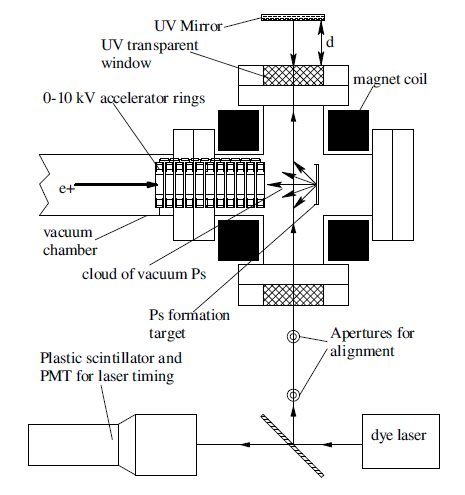 UV Mirror
UV transparent
window
d
magnet coil
0-10 kV accelerator rings
e+
vacuum
chamber
cloud of vacuum Ps
Ps formation
target
Apertures for
alignment
Plastic scintillator and
PMT for laser timing
dye laser